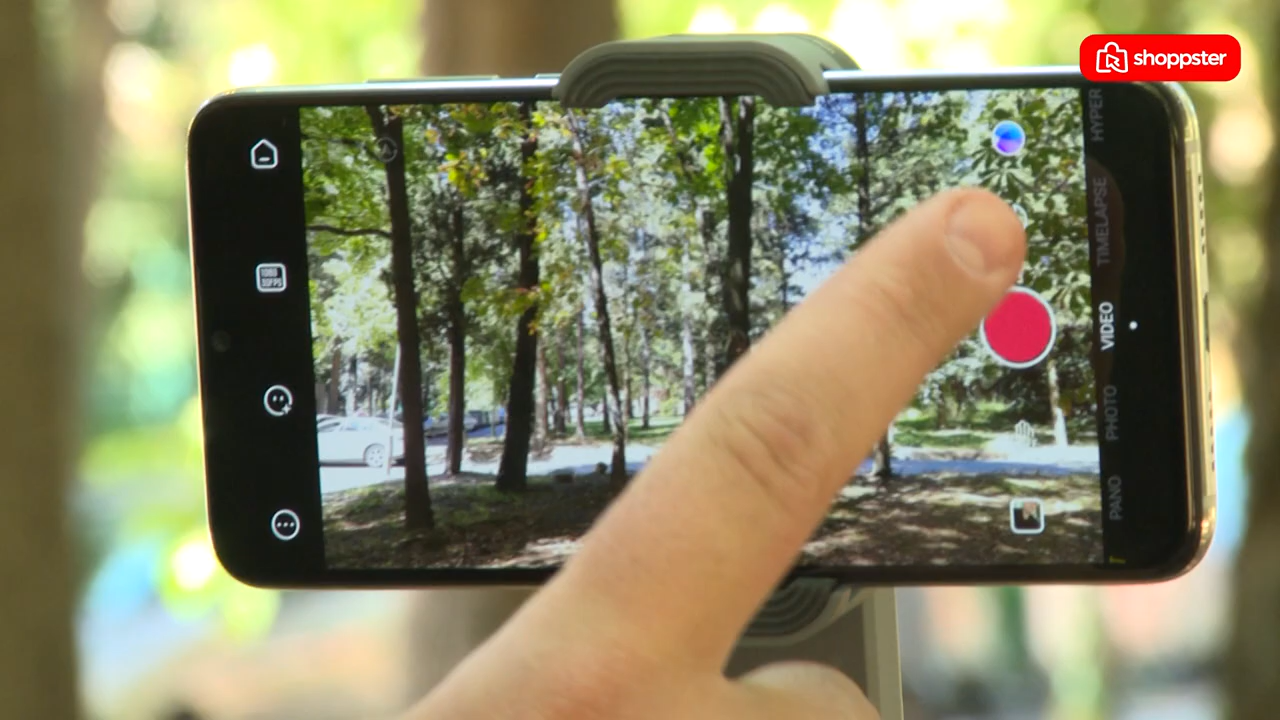 shoppster
HYPER
TIMELAPSE
VIDEO
PHOTO
PANO
1080
30FPS